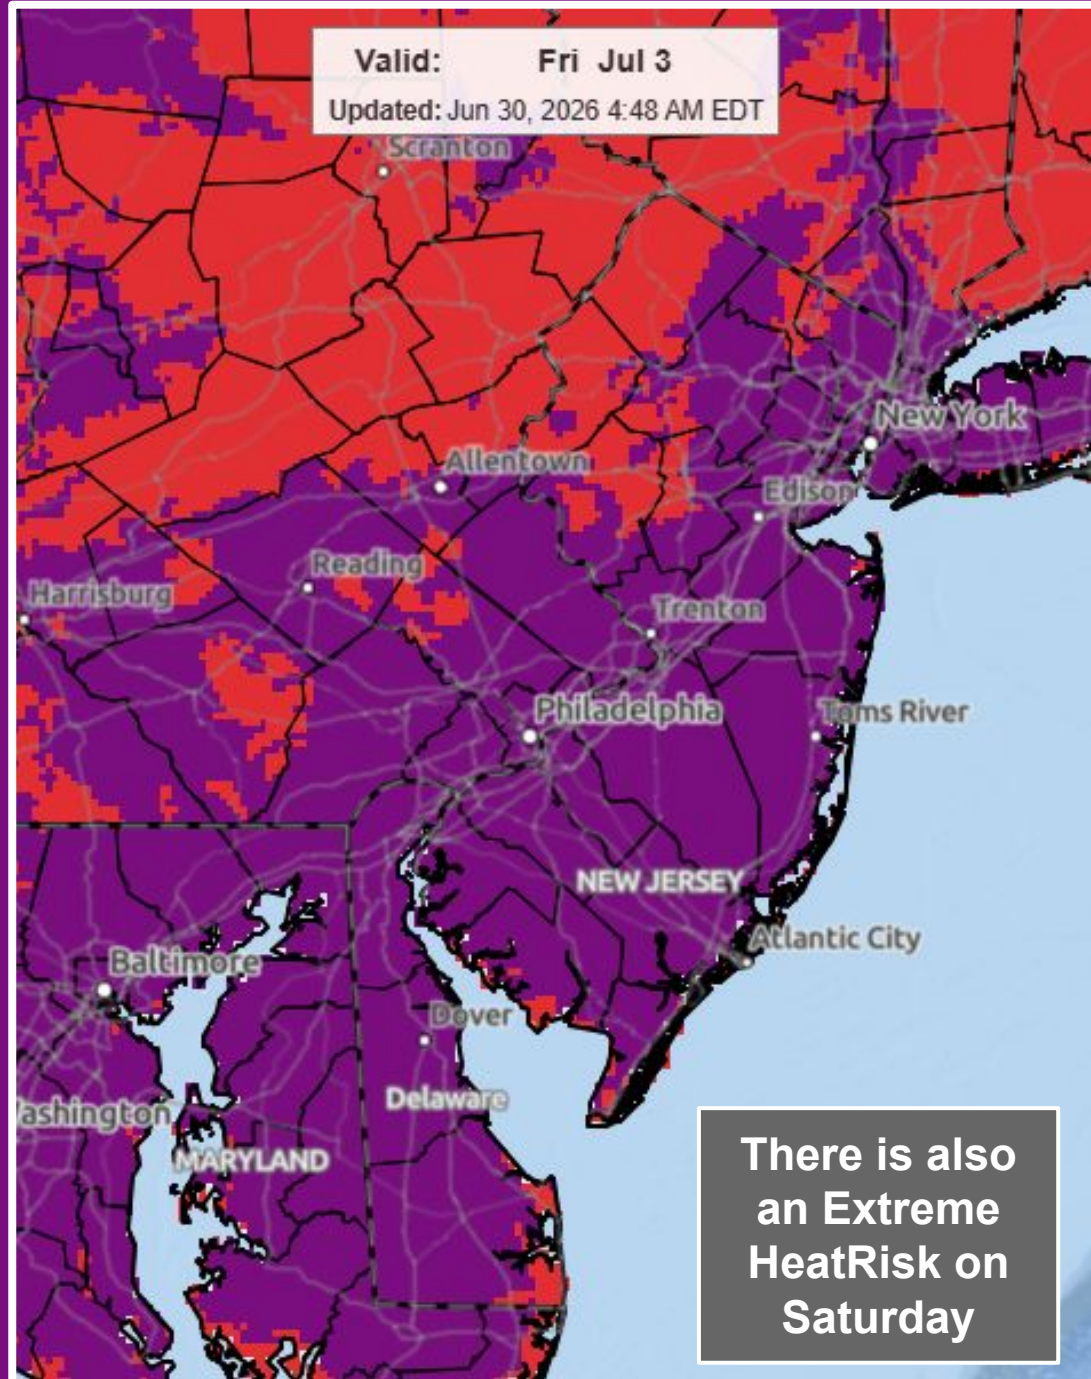 Valid: Fri Jul 3
Updated: Jun 30, 2026 4:48 AM EDT
Scranton
New York
Allentown
Edison
Reading
Harrisburg
Trenton
Philadelphia
Toms River
NEW JERSEY
Atlantic City
Baltimore
Dover
Delaware
ashington
MARYLAND
There is also
an Extreme
HeatRisk on
Saturday